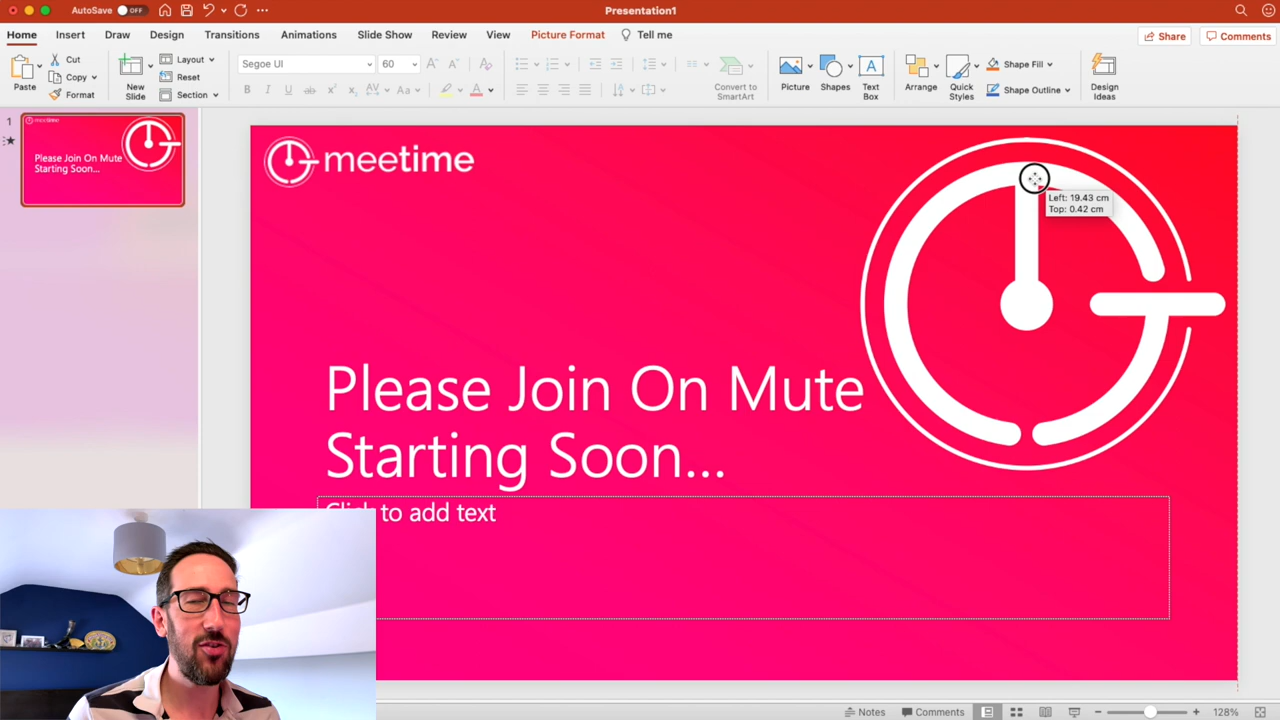 AutoSave OFF
Presentation1
Home Insert Draw Design Transitions Animations Slide Show Review View Picture Format Tell me
Share Comments
Paste
Cut
Copy
Format
New Slide
Layout
Reset
Section
Segoe UI 60
Convert to SmartArt
Picture
Shapes
Text Box
Arrange
Quick Styles
Shape Fill
Shape Outline
Design Ideas
1
meetime
Please Join On Mute
Starting Soon...
meetime
Left: 19.43 cm
Top: 0.42 cm
Please Join On Mute
Starting Soon...
Click to add text
Notes Comments 128%